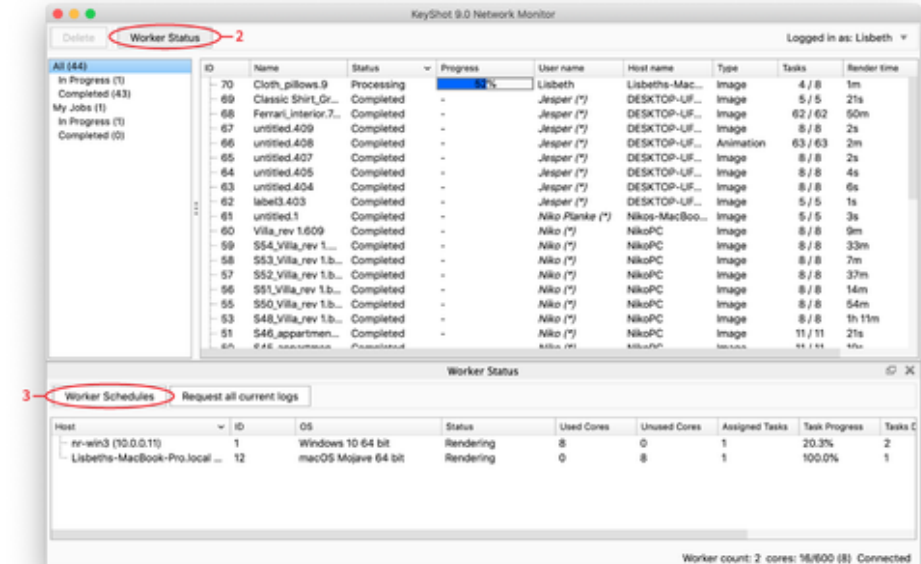 KeyShot 9.0 Network Monitor
Delete Worker Status 2 Logged in as: Lisbeth
All (44)
In Progress (1)
Completed (43)
My Jobs (1)
In Progress (1)
Completed (0)
ID Name Status Progress User name Host name Type Tasks Render time
70 Cloth_pillows.9 Processing 52% Lisbeth Lisbeths-Mac... Image 4 / 8 1m
69 Classic Shirt_Gr... Completed - Jesper (*) DESKTOP-UF... Image 5 / 5 21s
68 Ferrari_interior.7... Completed - Jesper (*) DESKTOP-UF... Image 62 / 62 50m
67 untitled.409 Completed - Jesper (*) DESKTOP-UF... Image 8 / 8 2s
66 untitled.408 Completed - Jesper (*) DESKTOP-UF... Animation 63 / 63 2m
65 untitled.407 Completed - Jesper (*) DESKTOP-UF... Image 8 / 8 2s
64 untitled.405 Completed - Jesper (*) DESKTOP-UF... Image 8 / 8 4s
63 untitled.404 Completed - Jesper (*) DESKTOP-UF... Image 8 / 8 6s
62 label3.403 Completed - Jesper (*) DESKTOP-UF... Image 5 / 5 1s
61 untitled.1 Completed - Niko Planke (*) Nikos-MacBoo... Image 5 / 5 3s
60 Villa_rev 1.609 Completed - Niko (*) NikoPC Image 8 / 8 9m
59 S54_Villa_rev 1.... Completed - Niko (*) NikoPC Image 8 / 8 33m
58 S53_Villa_rev 1.b... Completed - Niko (*) NikoPC Image 8 / 8 7m
57 S52_Villa_rev 1.b... Completed - Niko (*) NikoPC Image 8 / 8 37m
56 S51_Villa_rev 1.b... Completed - Niko (*) NikoPC Image 8 / 8 14m
55 S50_Villa_rev 1.b... Completed - Niko (*) NikoPC Image 8 / 8 54m
53 S48_Villa_rev 1.b... Completed - Niko (*) NikoPC Image 8 / 8 1h 11m
51 S46_appartmen... Completed - Niko (*) NikoPC Image 11 / 11 21s
Worker Status
3 Worker Schedules Request all current logs
Host ID OS Status Used Cores Unused Cores Assigned Tasks Task Progress Tasks
nr-win3 (10.0.0.11) 1 Windows 10 64 bit Rendering 8 0 1 20.3% 2
Lisbeths-MacBook-Pro.local ... 12 macOS Mojave 64 bit Rendering 0 8 1 100.0% 1
Worker count: 2 cores: 16/600 (8) Connected